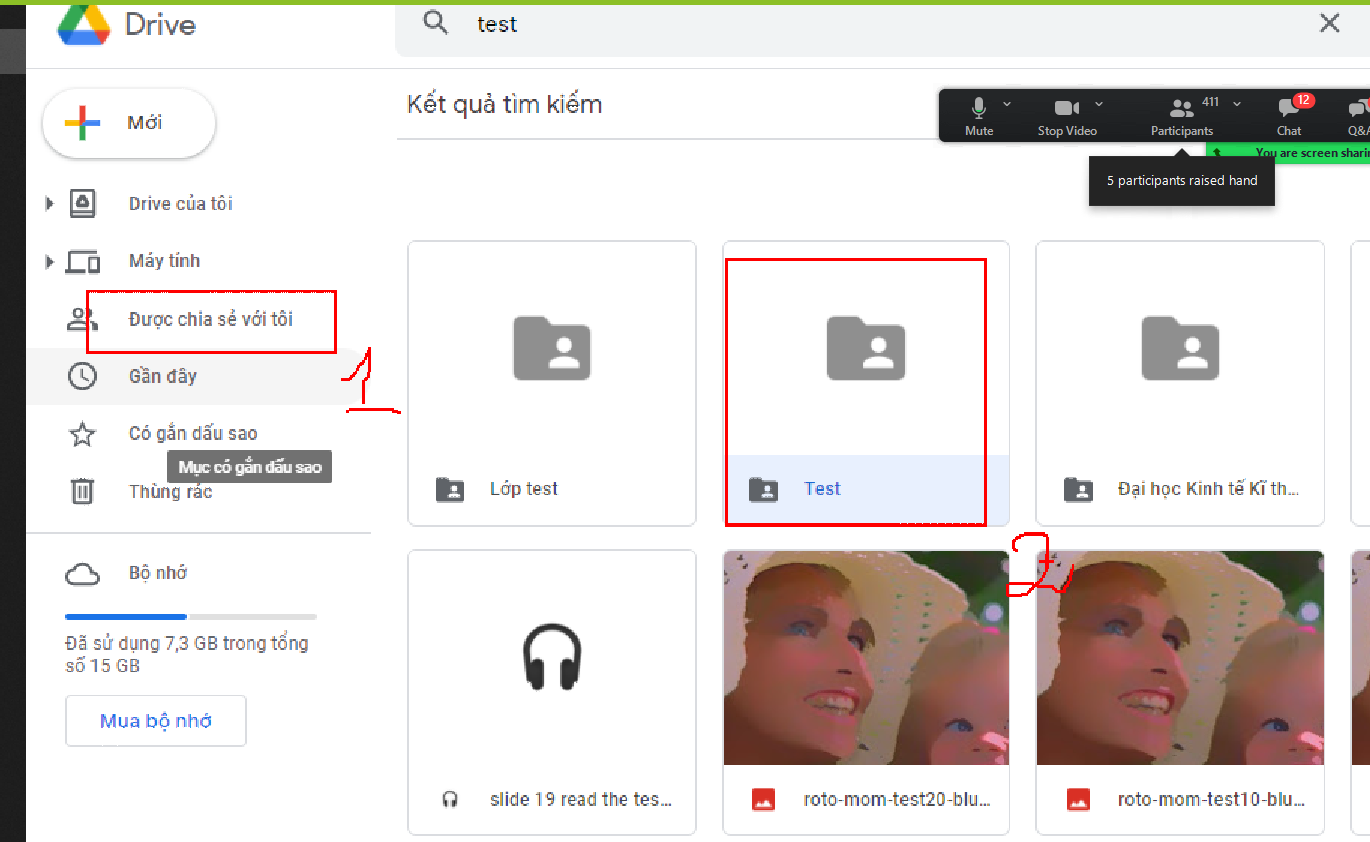 Drive
test
Kết quả tìm kiếm
Mute
Stop Video
411
Participants
12
Chat
You are screen
5 participants raised hand
Mới
Drive của tôi
Máy tính
Được chia sẻ với tôi
1
Gần đây
Có gắn dấu sao
Mục có gắn dấu sao
Thùng rác
Bộ nhớ
Đã sử dụng 7,3 GB trong tổng
số 15 GB
Mua bộ nhớ
Lớp test
Test
Đại học Kinh tế Kĩ th...
2
slide 19 read the tes...
roto-mom-test20-blu...
roto-mom-test10-blu...